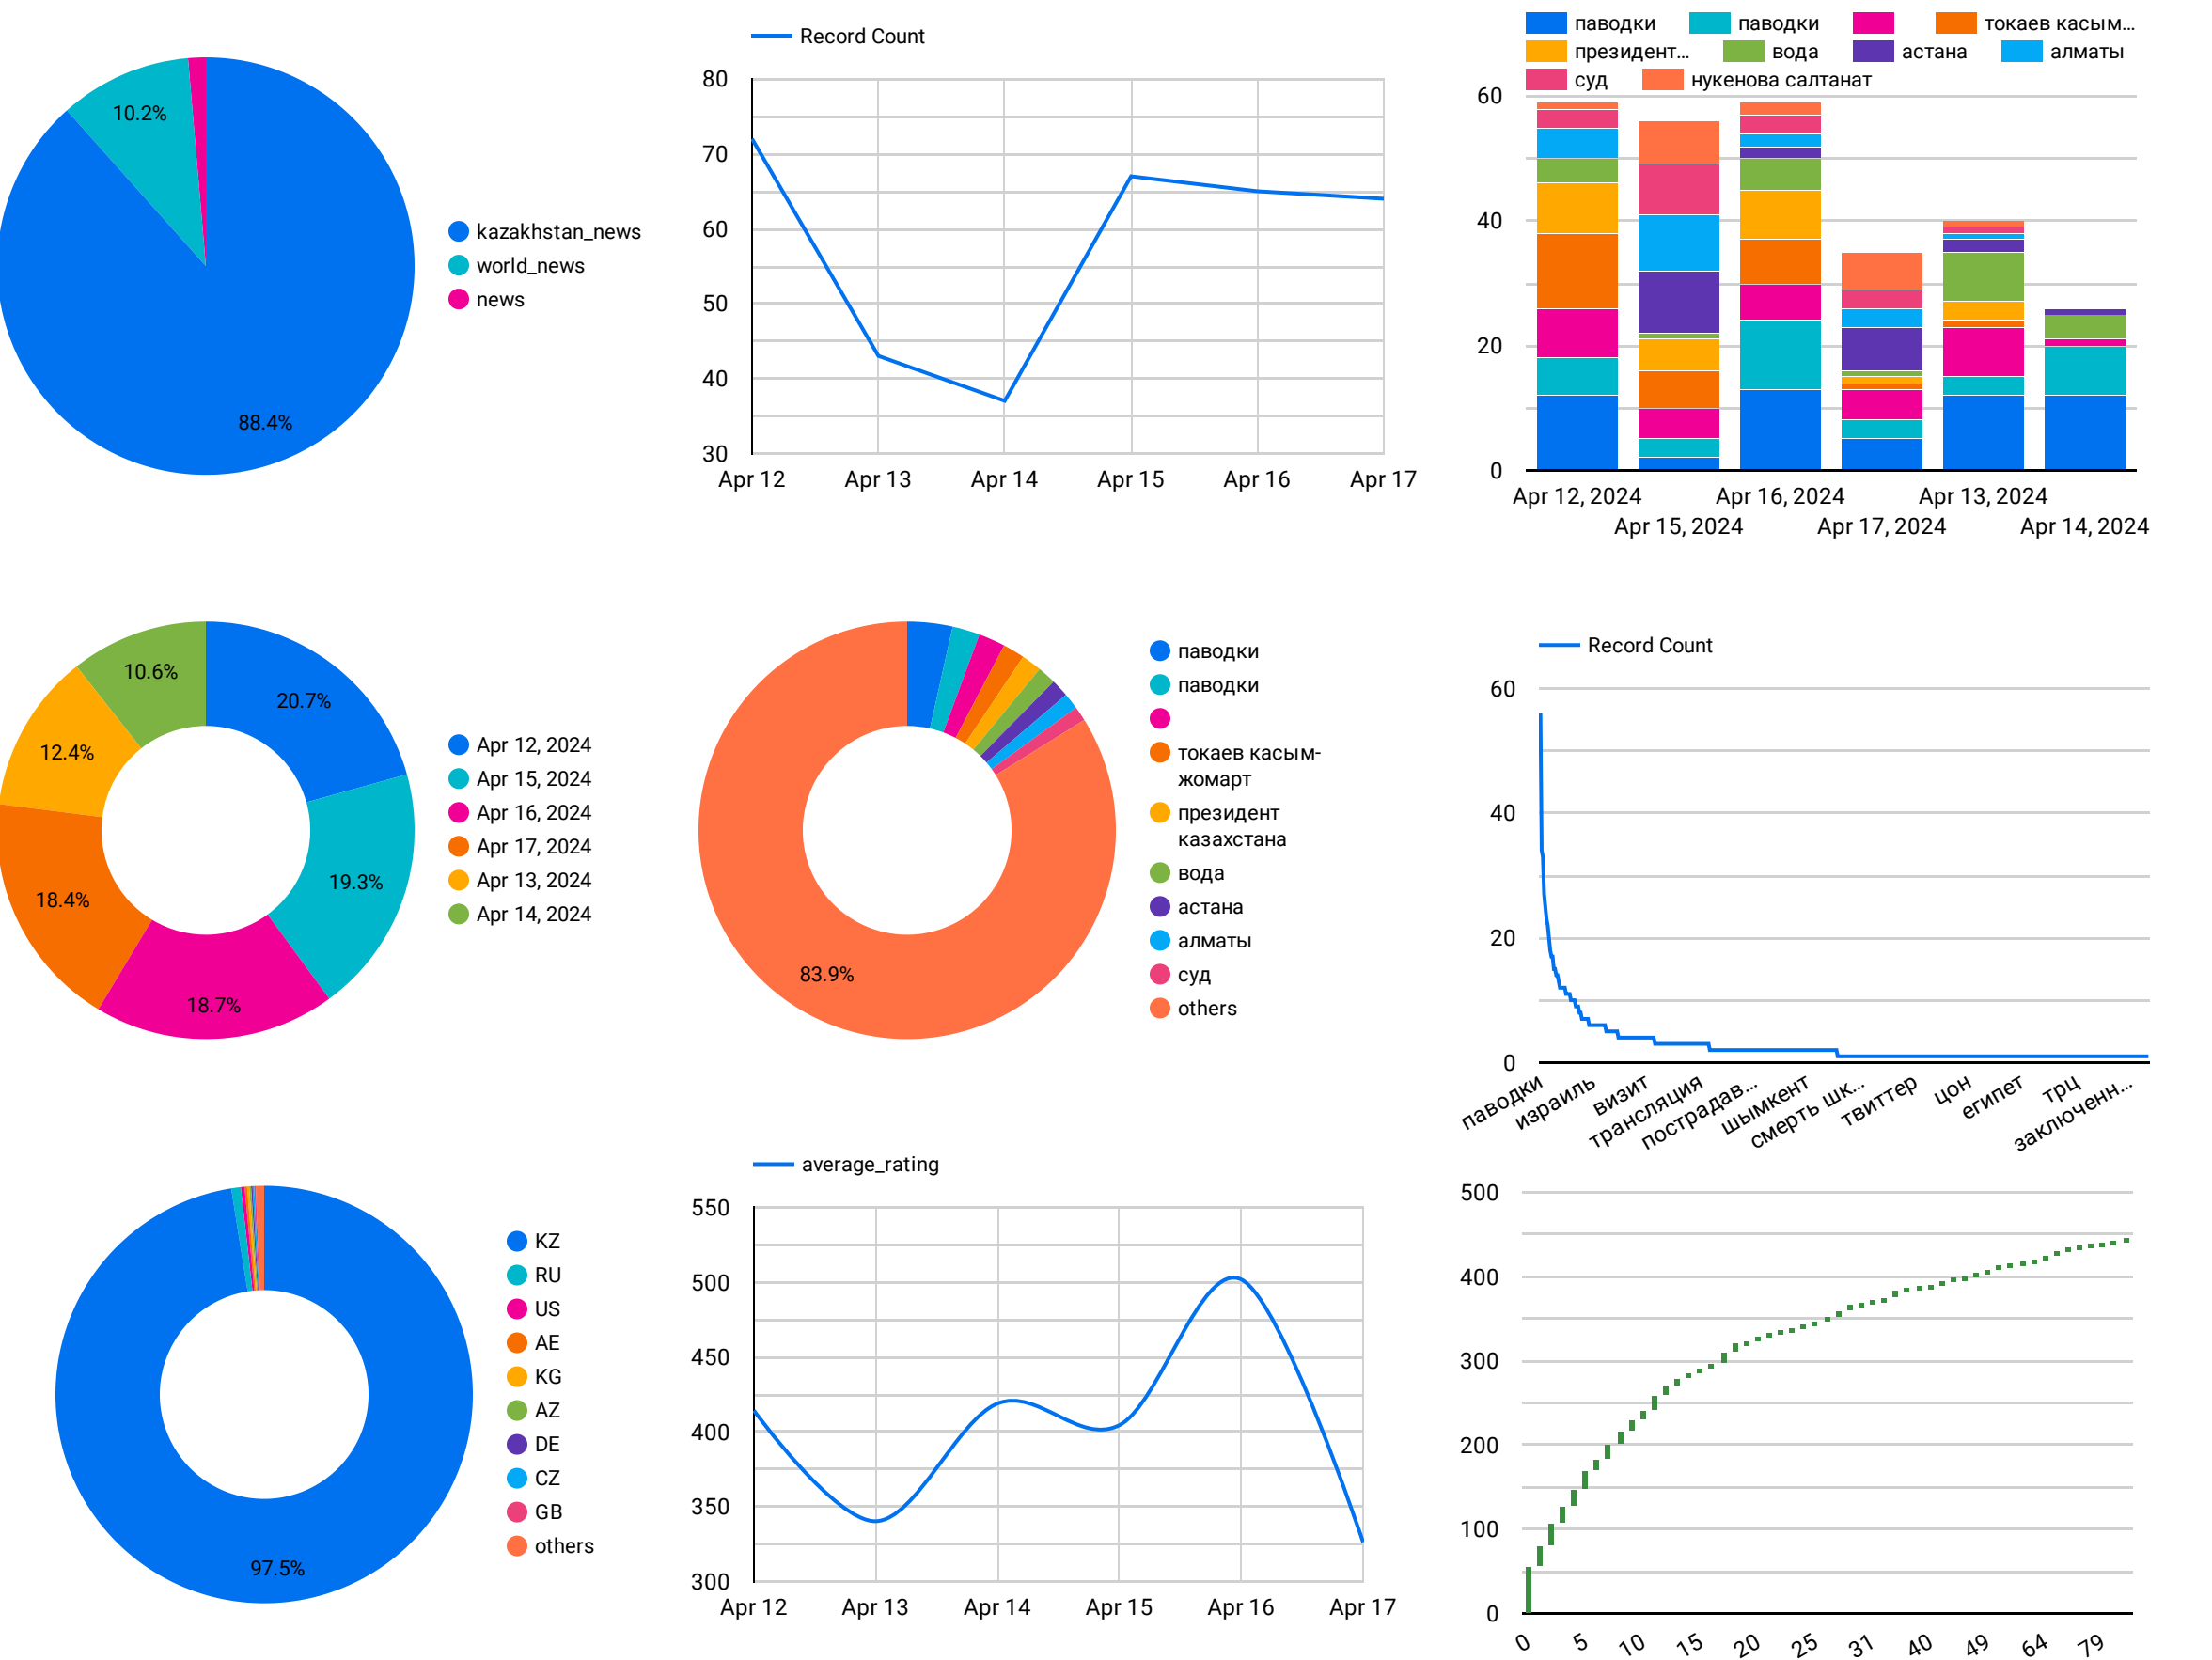 10.2%
88.4%
kazakhstan_news
world_news
news
Record Count
80
70
60
50
40
30
Apr 12
Apr 13
Apr 14
Apr 15
Apr 16
Apr 17
паводки
паводки
токаев касым...
президент...
вода
астана
алматы
суд
нукенова салтанат
60
40
20
0
Apr 12, 2024
Apr 16, 2024
Apr 13, 2024
Apr 15, 2024
Apr 17, 2024
Apr 14, 2024
10.6%
20.7%
12.4%
19.3%
18.4%
18.7%
Apr 12, 2024
Apr 15, 2024
Apr 16, 2024
Apr 17, 2024
Apr 13, 2024
Apr 14, 2024
83.9%
паводки
паводки
токаев касым-
жомарт
президент
казахстана
вода
астана
алматы
суд
others
Record Count
60
40
20
0
паводки
израиль
визит
трансляция
пострадав...
шымкент
смерть шк...
твиттер
цон
египет
трц
заключенн...
97.5%
KZ
RU
US
AE
KG
AZ
DE
CZ
GB
others
average_rating
550
500
450
400
350
300
Apr 12
Apr 13
Apr 14
Apr 15
Apr 16
Apr 17
500
400
300
200
100
0
0
5
10
15
20
25
31
40
49
64
79